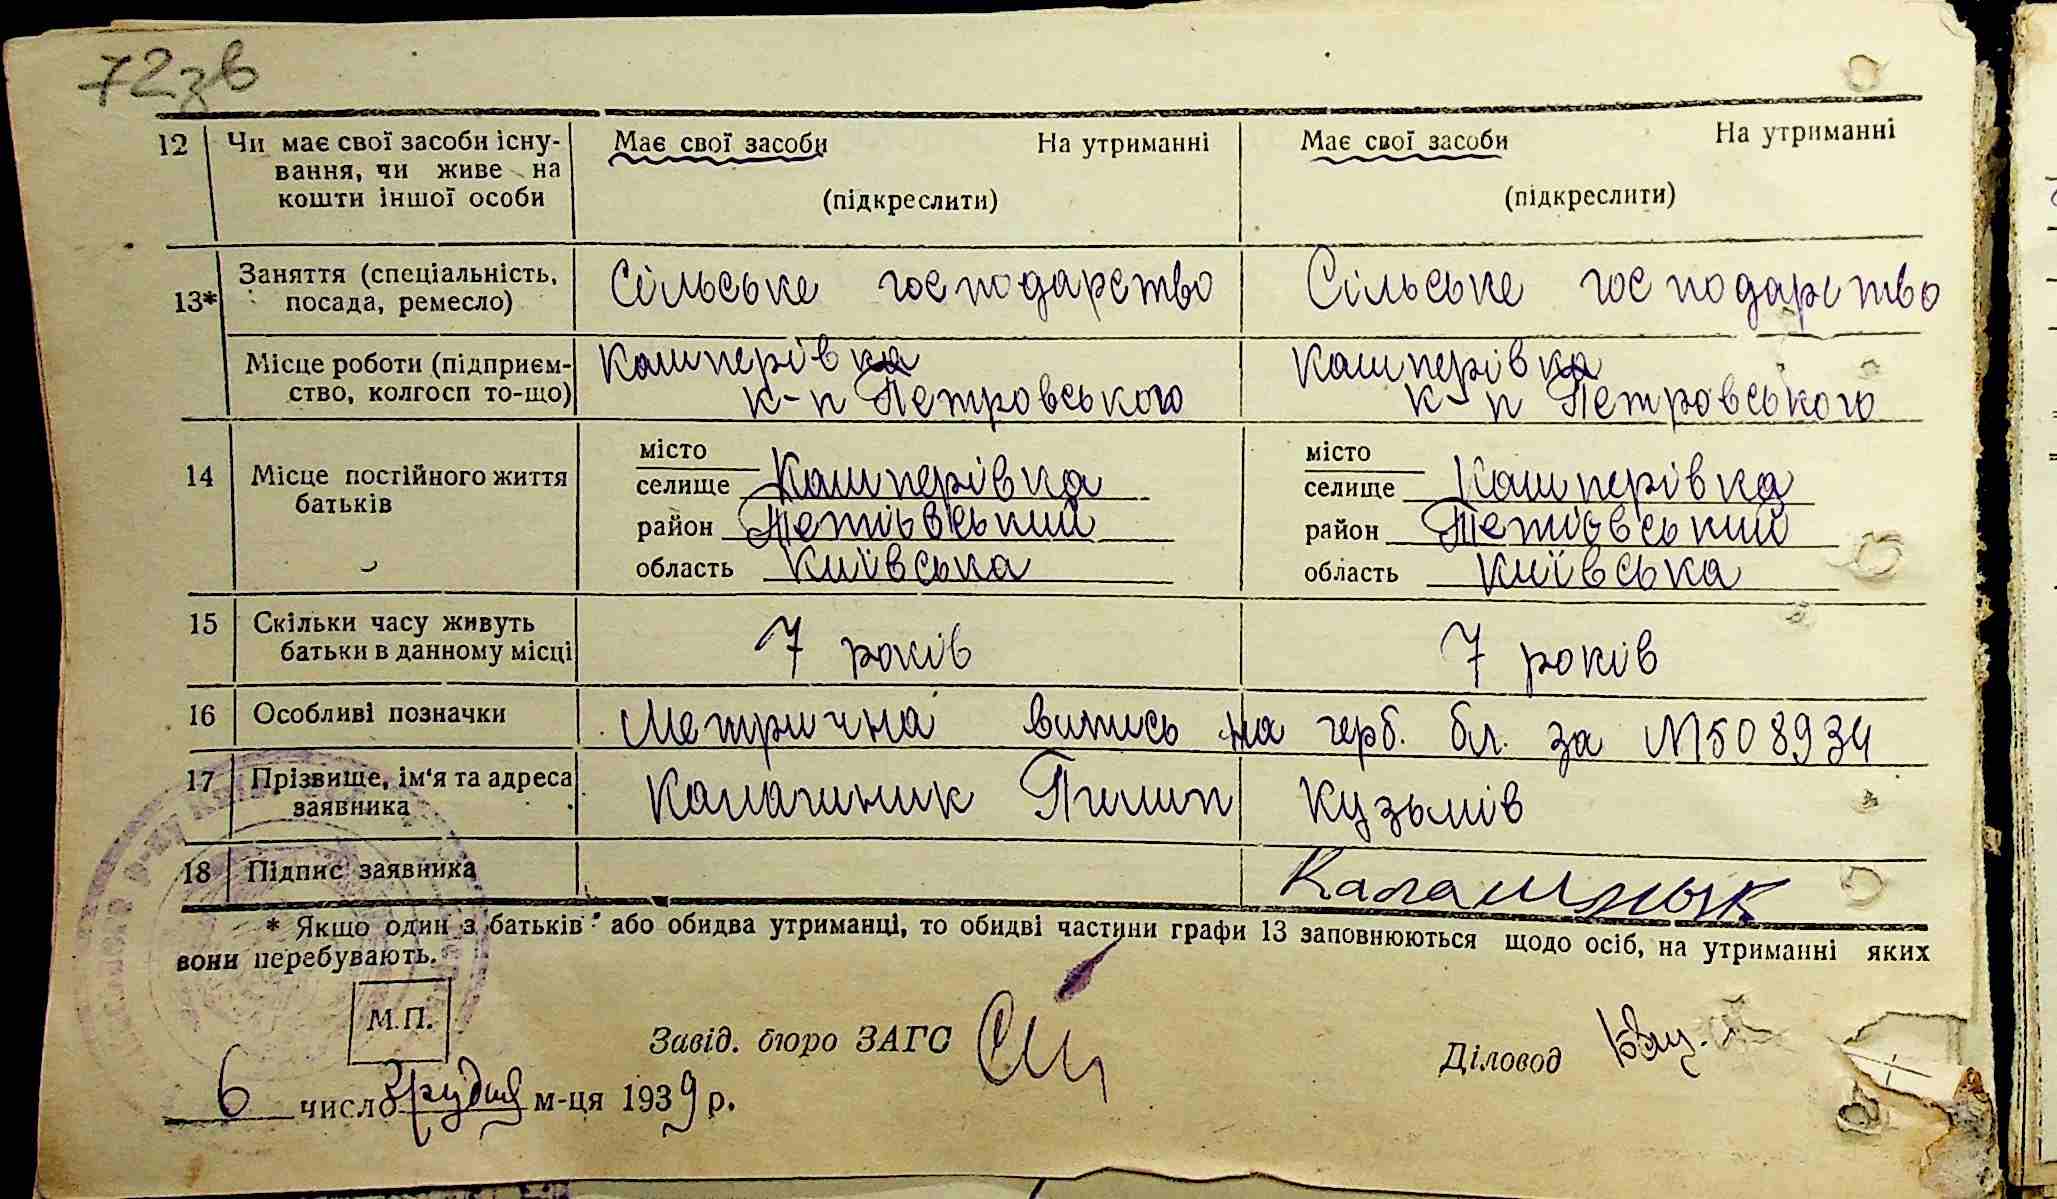 72зв
12 Чи має свої засоби існу-
вання, чи живе на
кошти іншої особи
Має свої засоби На утриманні
(підкреслити)
Має свої засоби На утриманні
(підкреслити)
13* Заняття (спеціальність,
посада, ремесло)
Сільське господарство
Сільське господарство
Місце роботи (підприєм-
ство, колгосп то-що)
Кашперівка
к-п Петровського
Кашперівка
к-п Петровського
14 Місце постійного життя
батьків
місто
селище Кашперівка
район Тетіївський
область Київська
місто
селище Кашперівка
район Тетіївський
область Київська
15 Скільки часу живуть
батьки в данному місці
7 років
7 років
16 Особливі позначки
Метрична випись на герб. бл. за №508934
17 Прізвище, ім‘я та адреса
заявника
Калашник Пилип Кузьмів
18 Підпис заявника
Калашнык
* Якщо один з батьків або обидва утриманці, то обидві частини графи 13 заповнюються щодо осіб, на утриманні яких
вони перебувають.
М.П.
Завід. бюро ЗАГС
Діловод
6 число Грудня м-ця 1939 р.